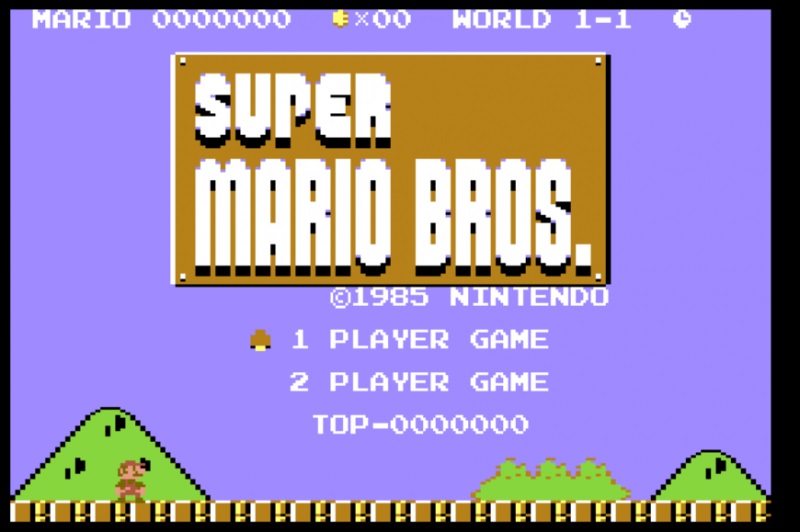 MARIO 0000000 ×00 WORLD 1-1
SUPER
MARIO BROS.
©1985 NINTENDO
1 PLAYER GAME
2 PLAYER GAME
TOP-0000000